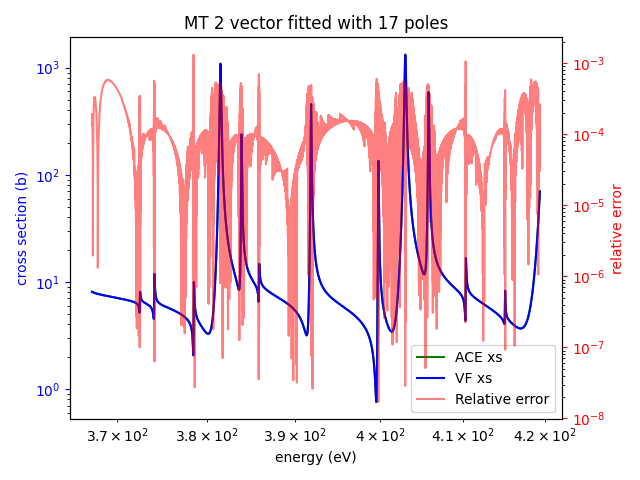 MT 2 vector fitted with 17 poles
cross section (b)
10³
10²
10¹
10⁰
10⁻³
10⁻⁴
10⁻⁵
10⁻⁶
10⁻⁷
10⁻⁸
relative error
ACE xs
VF xs
Relative error
3.7 × 10² 3.8 × 10² 3.9 × 10² 4 × 10² 4.1 × 10² 4.2 × 10²
energy (eV)